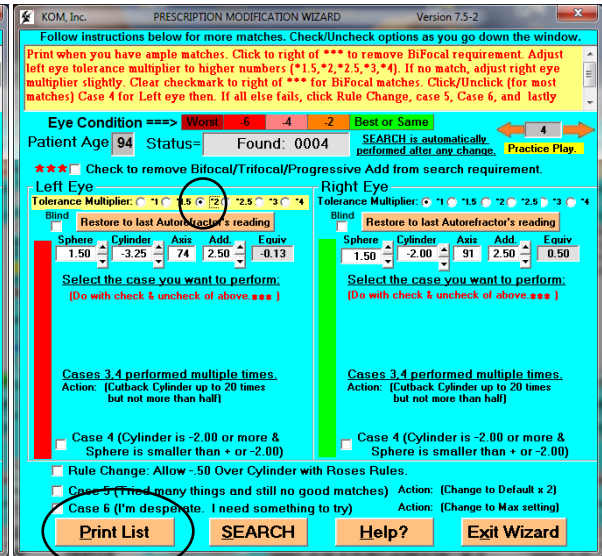 KOM, Inc. PRESCRIPTION MODIFICATION WIZARD Version 7.5-2
Follow instructions below for more matches. Check/Uncheck options as you go down the window.
Print when you have ample matches. Click to right of *** to remove BiFocal requirement. Adjust
left eye tolerance multiplier to higher numbers (*1.5,*2,*2.5,*3,*4). If no match, adjust right eye
multiplier slightly. Clear checkmark to right of *** for BiFocal matches. Click/Unclick (for most
matches) Case 4 for Left eye then. If all else fails, click Rule Change, case 5, Case 6, and lastly
Eye Condition ===> Worst -6 -4 -2 Best or Same
4
Patient Age 94 Status= Found: 0004 SEARCH is automatically
performed after any change. Practice Play.
*** Check to remove Bifocal/Trifocal/Progressive Add from search requirement.
Left Eye Right Eye
Tolerance Multiplier: *1 *1.5 *2 *2.5 *3 *4 Tolerance Multiplier: *1 *1.5 *2 *2.5 *3 *4
Blind Restore to last Autorefractor's reading Blind Restore to last Autorefractor's reading
Sphere Cylinder Axis Add. Equiv Sphere Cylinder Axis Add. Equiv
1.50 -3.25 74 2.50 -0.13 1.50 -2.00 91 2.50 0.50
Select the case you want to perform: Select the case you want to perform:
(Do with check & uncheck of above.*** ) (Do with check & uncheck of above.*** )
Cases 3,4 performed multiple times. Cases 3,4 performed multiple times.
Action: (Cutback Cylinder up to 20 times Action: (Cutback Cylinder up to 20 times
but not more than half) but not more than half)
Case 4 (Cylinder is -2.00 or more & Case 4 (Cylinder is -2.00 or more &
Sphere is smaller than + or -2.00) Sphere is smaller than + or -2.00)
Rule Change: Allow -.50 Over Cylinder with Roses Rules.
Case 5 (Tried many things and still no good matches) Action: (Change to Default x 2)
Case 6 (I'm desperate. I need something to try) Action: (Change to Max setting)
Print List SEARCH Help? Exit Wizard